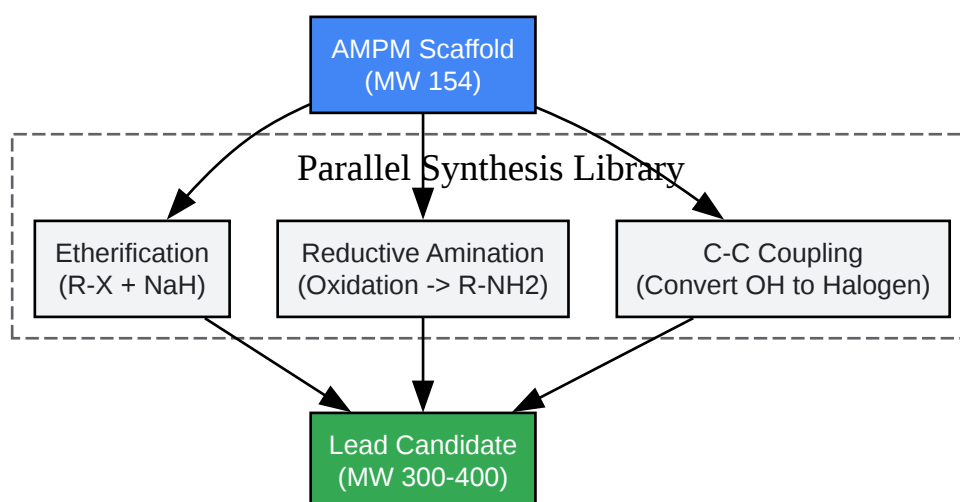 AMPM Scaffold
(MW 154)
Parallel Synthesis Library
Etherification
(R-X + NaH)
Reductive Amination
(Oxidation -> R-NH2)
C-C Coupling
(Convert OH to Halogen)
Lead Candidate
(MW 300-400)